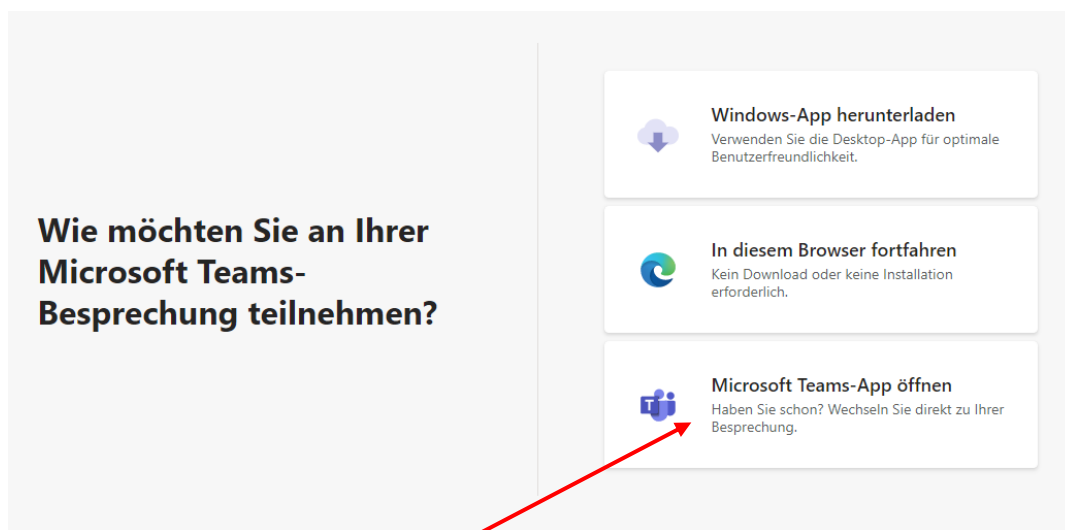 Wie möchten Sie an Ihrer
Microsoft Teams-
Besprechung teilnehmen?
Windows-App herunterladen
Verwenden Sie die Desktop-App für optimale
Benutzerfreundlichkeit.
In diesem Browser fortfahren
Kein Download oder keine Installation
erforderlich.
Microsoft Teams-App öffnen
Haben Sie schon? Wechseln Sie direkt zu Ihrer
Besprechung.